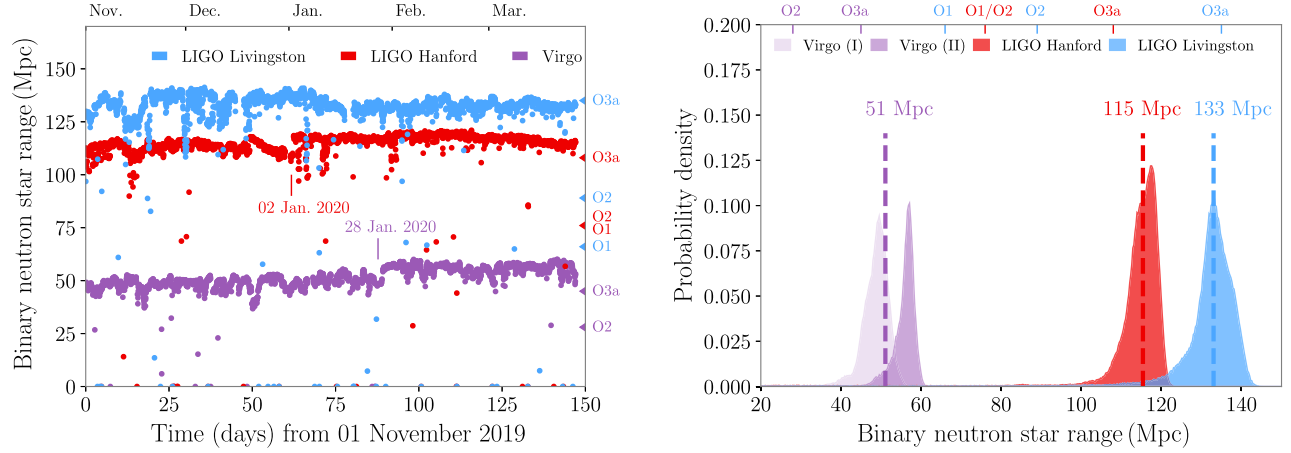 Nov. Dec. Jan. Feb. Mar.
LIGO Livingston LIGO Hanford Virgo
Binary neutron star range (Mpc)
150
125
100
75
50
25
0
O3a
O3a
O2
O2
O1
O1
O3a
O2
02 Jan. 2020
28 Jan. 2020
0 25 50 75 100 125 150
Time (days) from 01 November 2019
O2 O3a O1 O1/O2 O2 O3a O3a
Virgo (I) Virgo (II) LIGO Hanford LIGO Livingston
51 Mpc 115 Mpc 133 Mpc
Probability density
0.200
0.175
0.150
0.125
0.100
0.075
0.050
0.025
0.000
20 40 60 80 100 120 140
Binary neutron star range (Mpc)